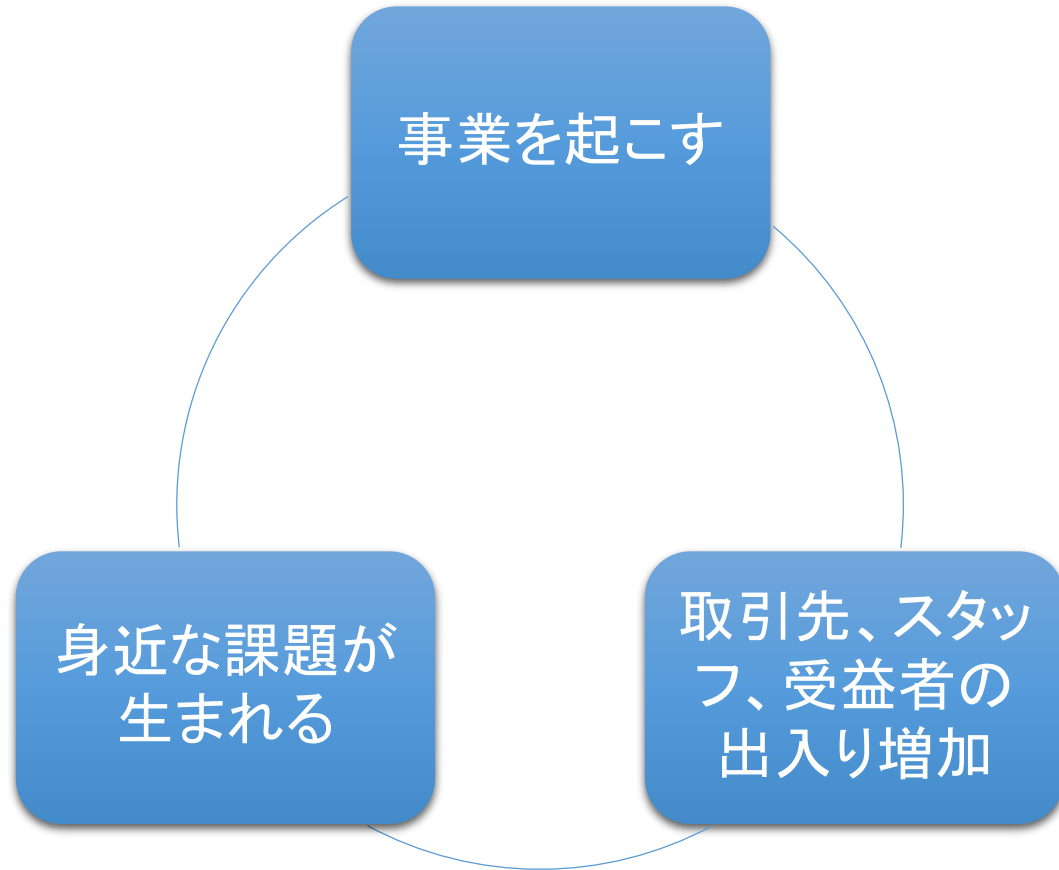 事業を起こす
身近な課題が
生まれる
取引先、スタッ
フ、受益者の
出入り増加